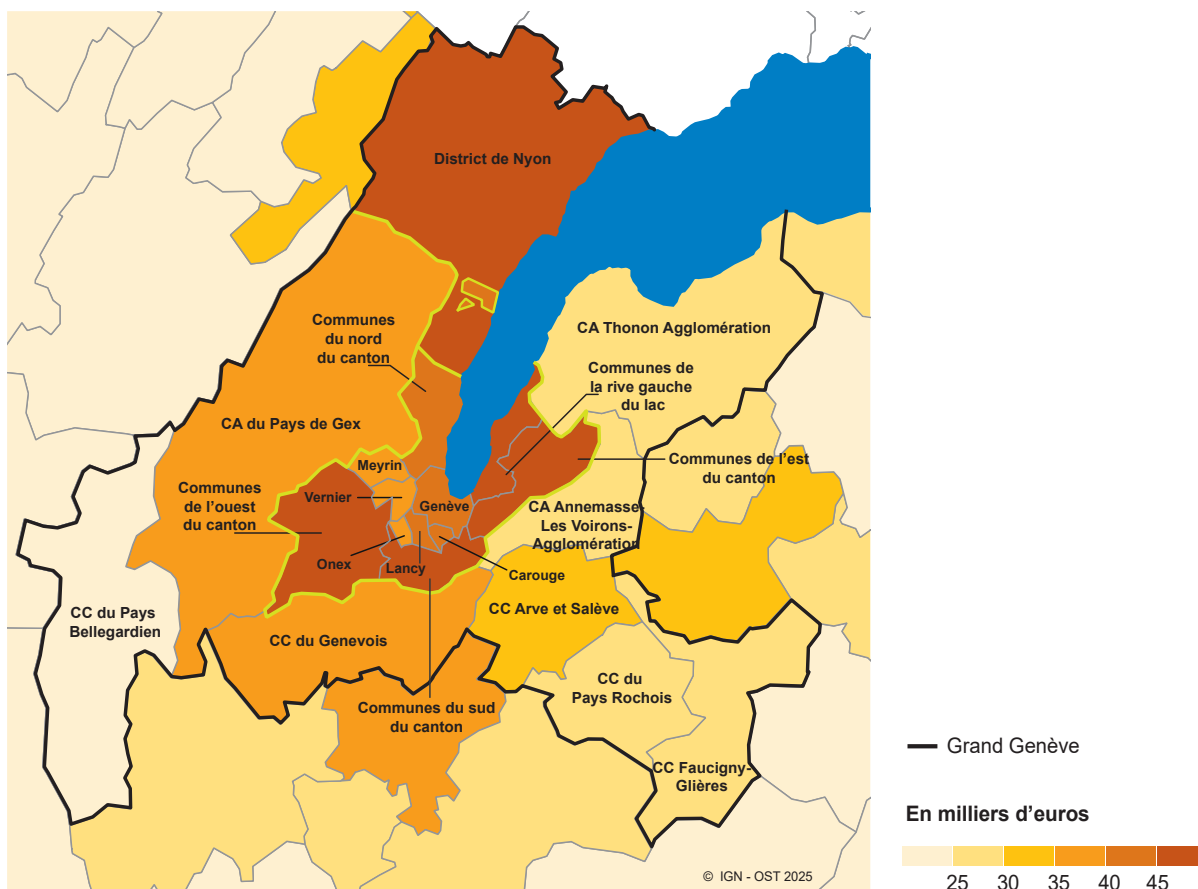 District de Nyon
Communes
du nord
du canton
CA Thonon Agglomération
Communes de
la rive gauche
du lac
CA du Pays de Gex
Meyrin
Communes de l'est
du canton
Communes
de l'ouest
du canton
Vernier
Genève
CA Annemasse-
Les Voirons-
Agglomération
Onex
Lancy
Carouge
CC du Pays
Bellegardien
CC Arve et Salève
CC du Genevois
CC du
Pays Rochois
Communes du sud
du canton
CC Faucigny-
Glières
© IGN - OST 2025
Grand Genève
En milliers d'euros
25 30 35 40 45